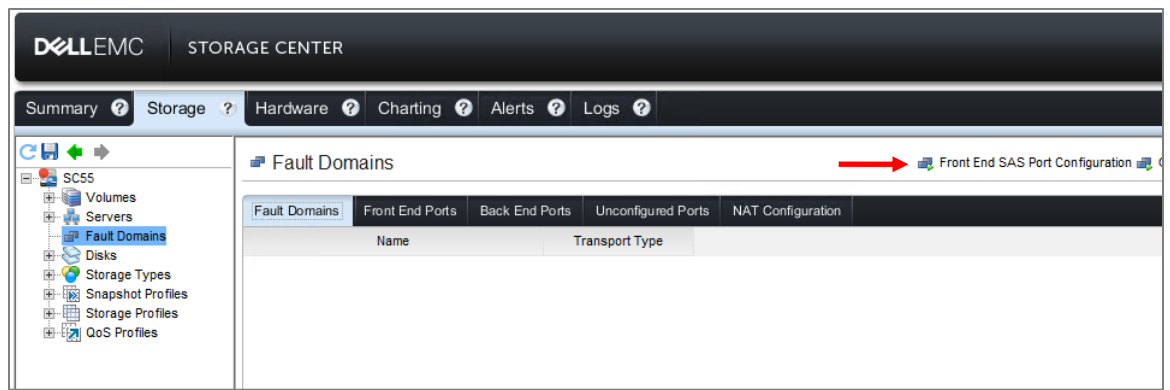 DELLEMC STORAGE CENTER
Summary ? Storage ? Hardware ? Charting ? Alerts ? Logs ?
SC55
Volumes
Servers
Fault Domains
Disks
Storage Types
Snapshot Profiles
Storage Profiles
QoS Profiles
Fault Domains
Front End SAS Port Configuration
Fault Domains Front End Ports Back End Ports Unconfigured Ports NAT Configuration
Name Transport Type